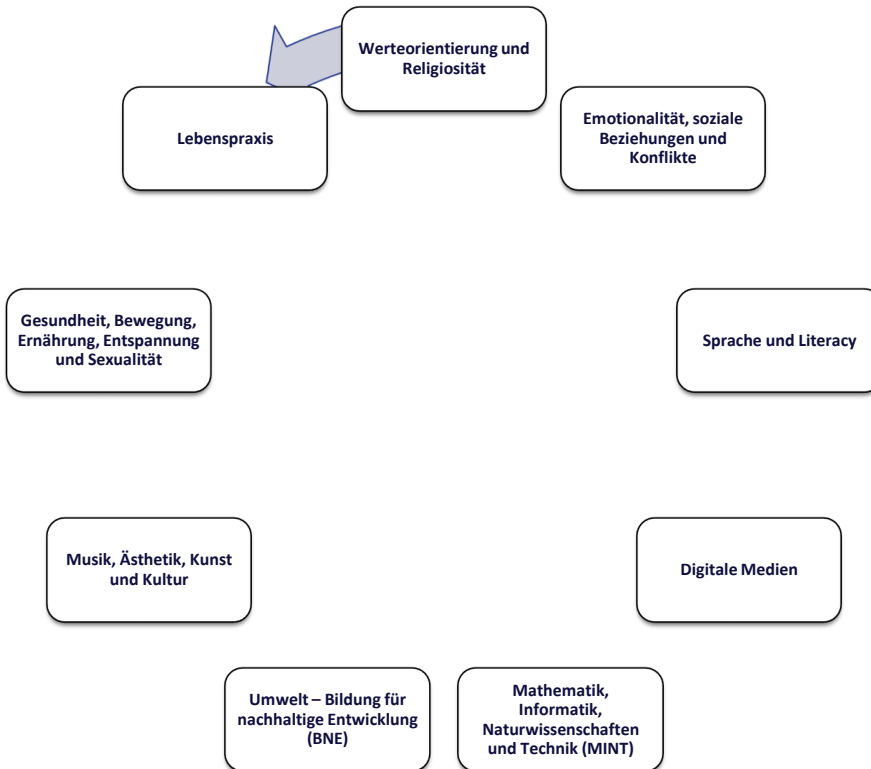 Werteorientierung und
Religiosität
Emotionalität, soziale
Beziehungen und
Konflikte
Sprache und Literacy
Digitale Medien
Mathematik,
Informatik,
Naturwissenschaften
und Technik (MINT)
Umwelt – Bildung für
nachhaltige Entwicklung
(BNE)
Musik, Ästhetik, Kunst
und Kultur
Gesundheit, Bewegung,
Ernährung, Entspannung
und Sexualität
Lebenspraxis